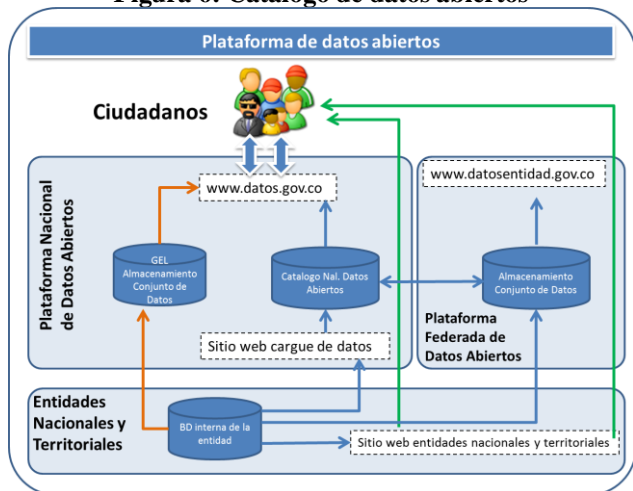 Figura 6: Catálogo de datos abiertos
Plataforma de datos abiertos
Ciudadanos
www.datos.gov.co
www.datosentidad.gov.co
Plataforma Nacional
de Datos Abiertos
GEL
Almacenamiento
Conjunto de
Datos
Catalogo Nal. Datos
Abiertos
Almacenamiento
Conjunto de Datos
Sitio web cargue de datos
Plataforma
Federada de
Datos Abiertos
Entidades
Nacionales y
Territoriales
BD interna de la
entidad
Sitio web entidades nacionales y territoriales